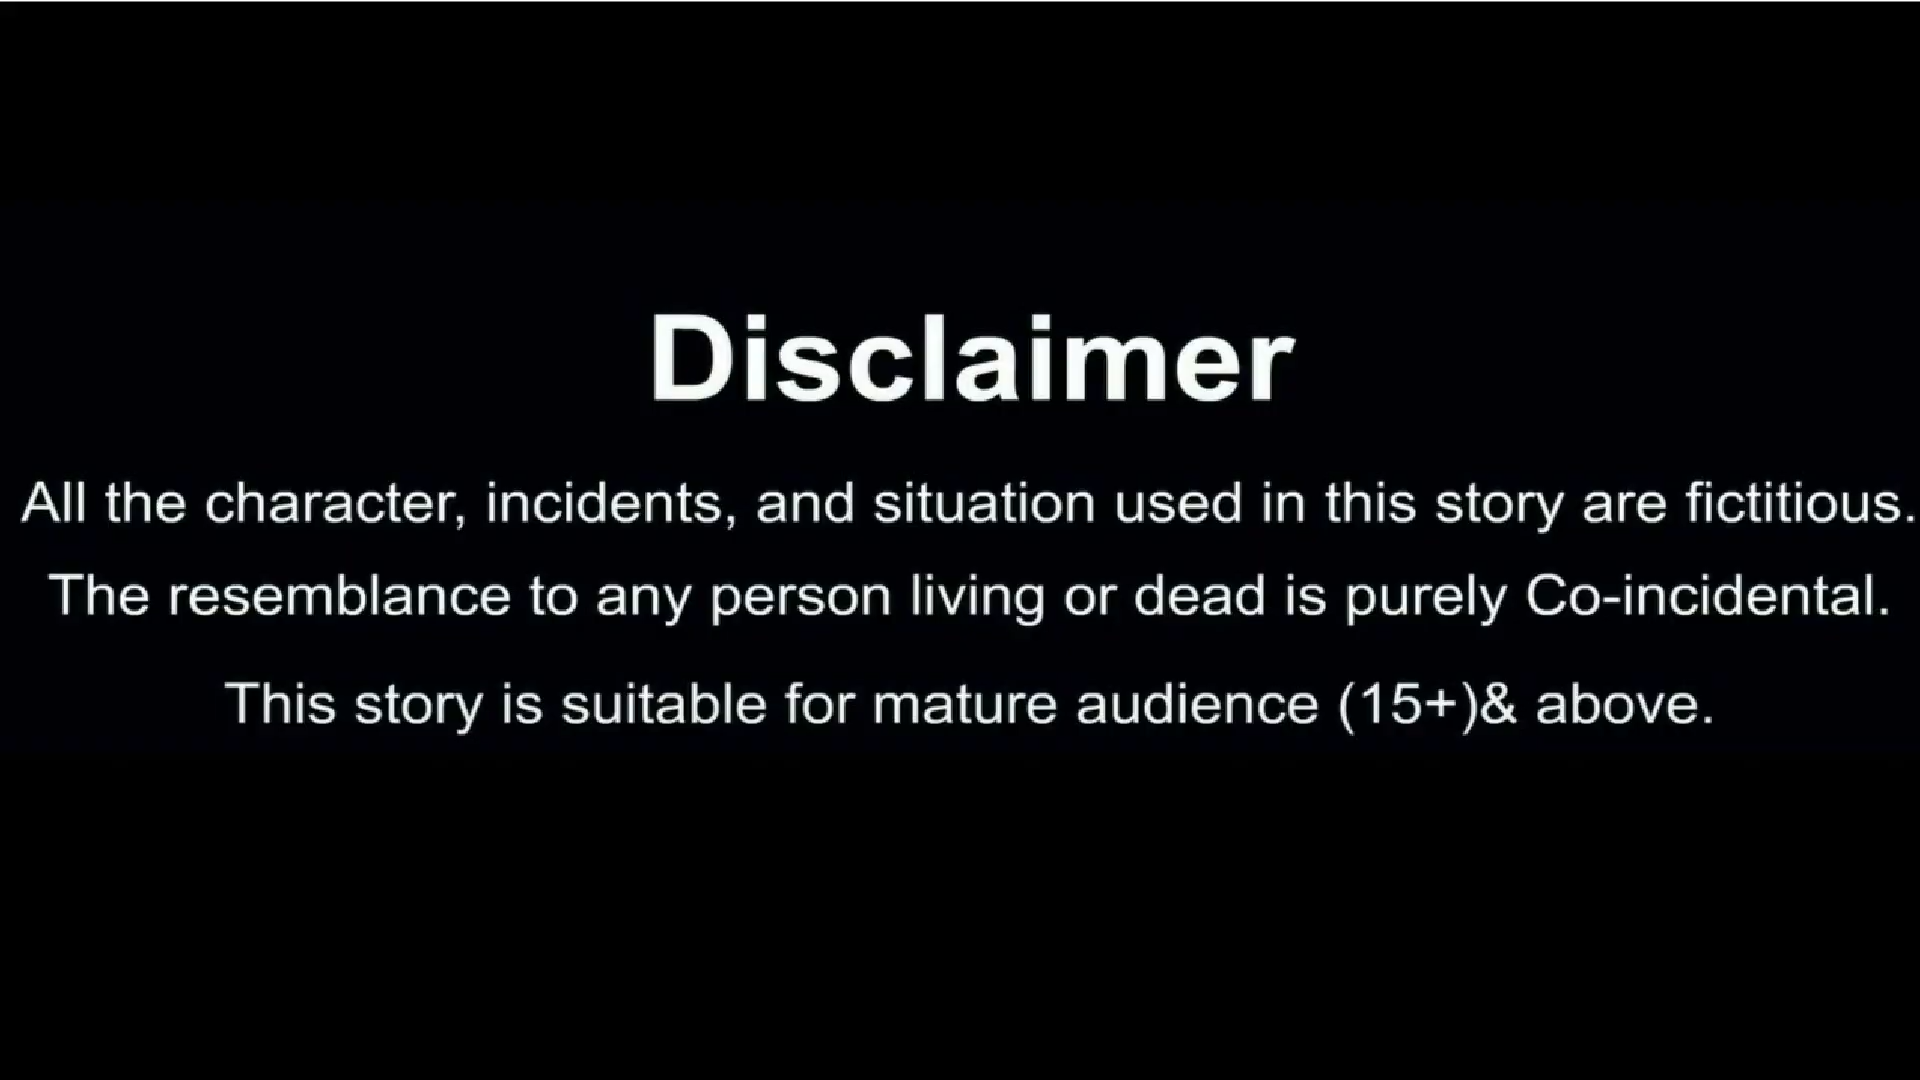 Disclaimer
All the character, incidents, and situation used in this story are fictitious.
The resemblance to any person living or dead is purely Co-incidental.
This story is suitable for mature audience (15+)& above.